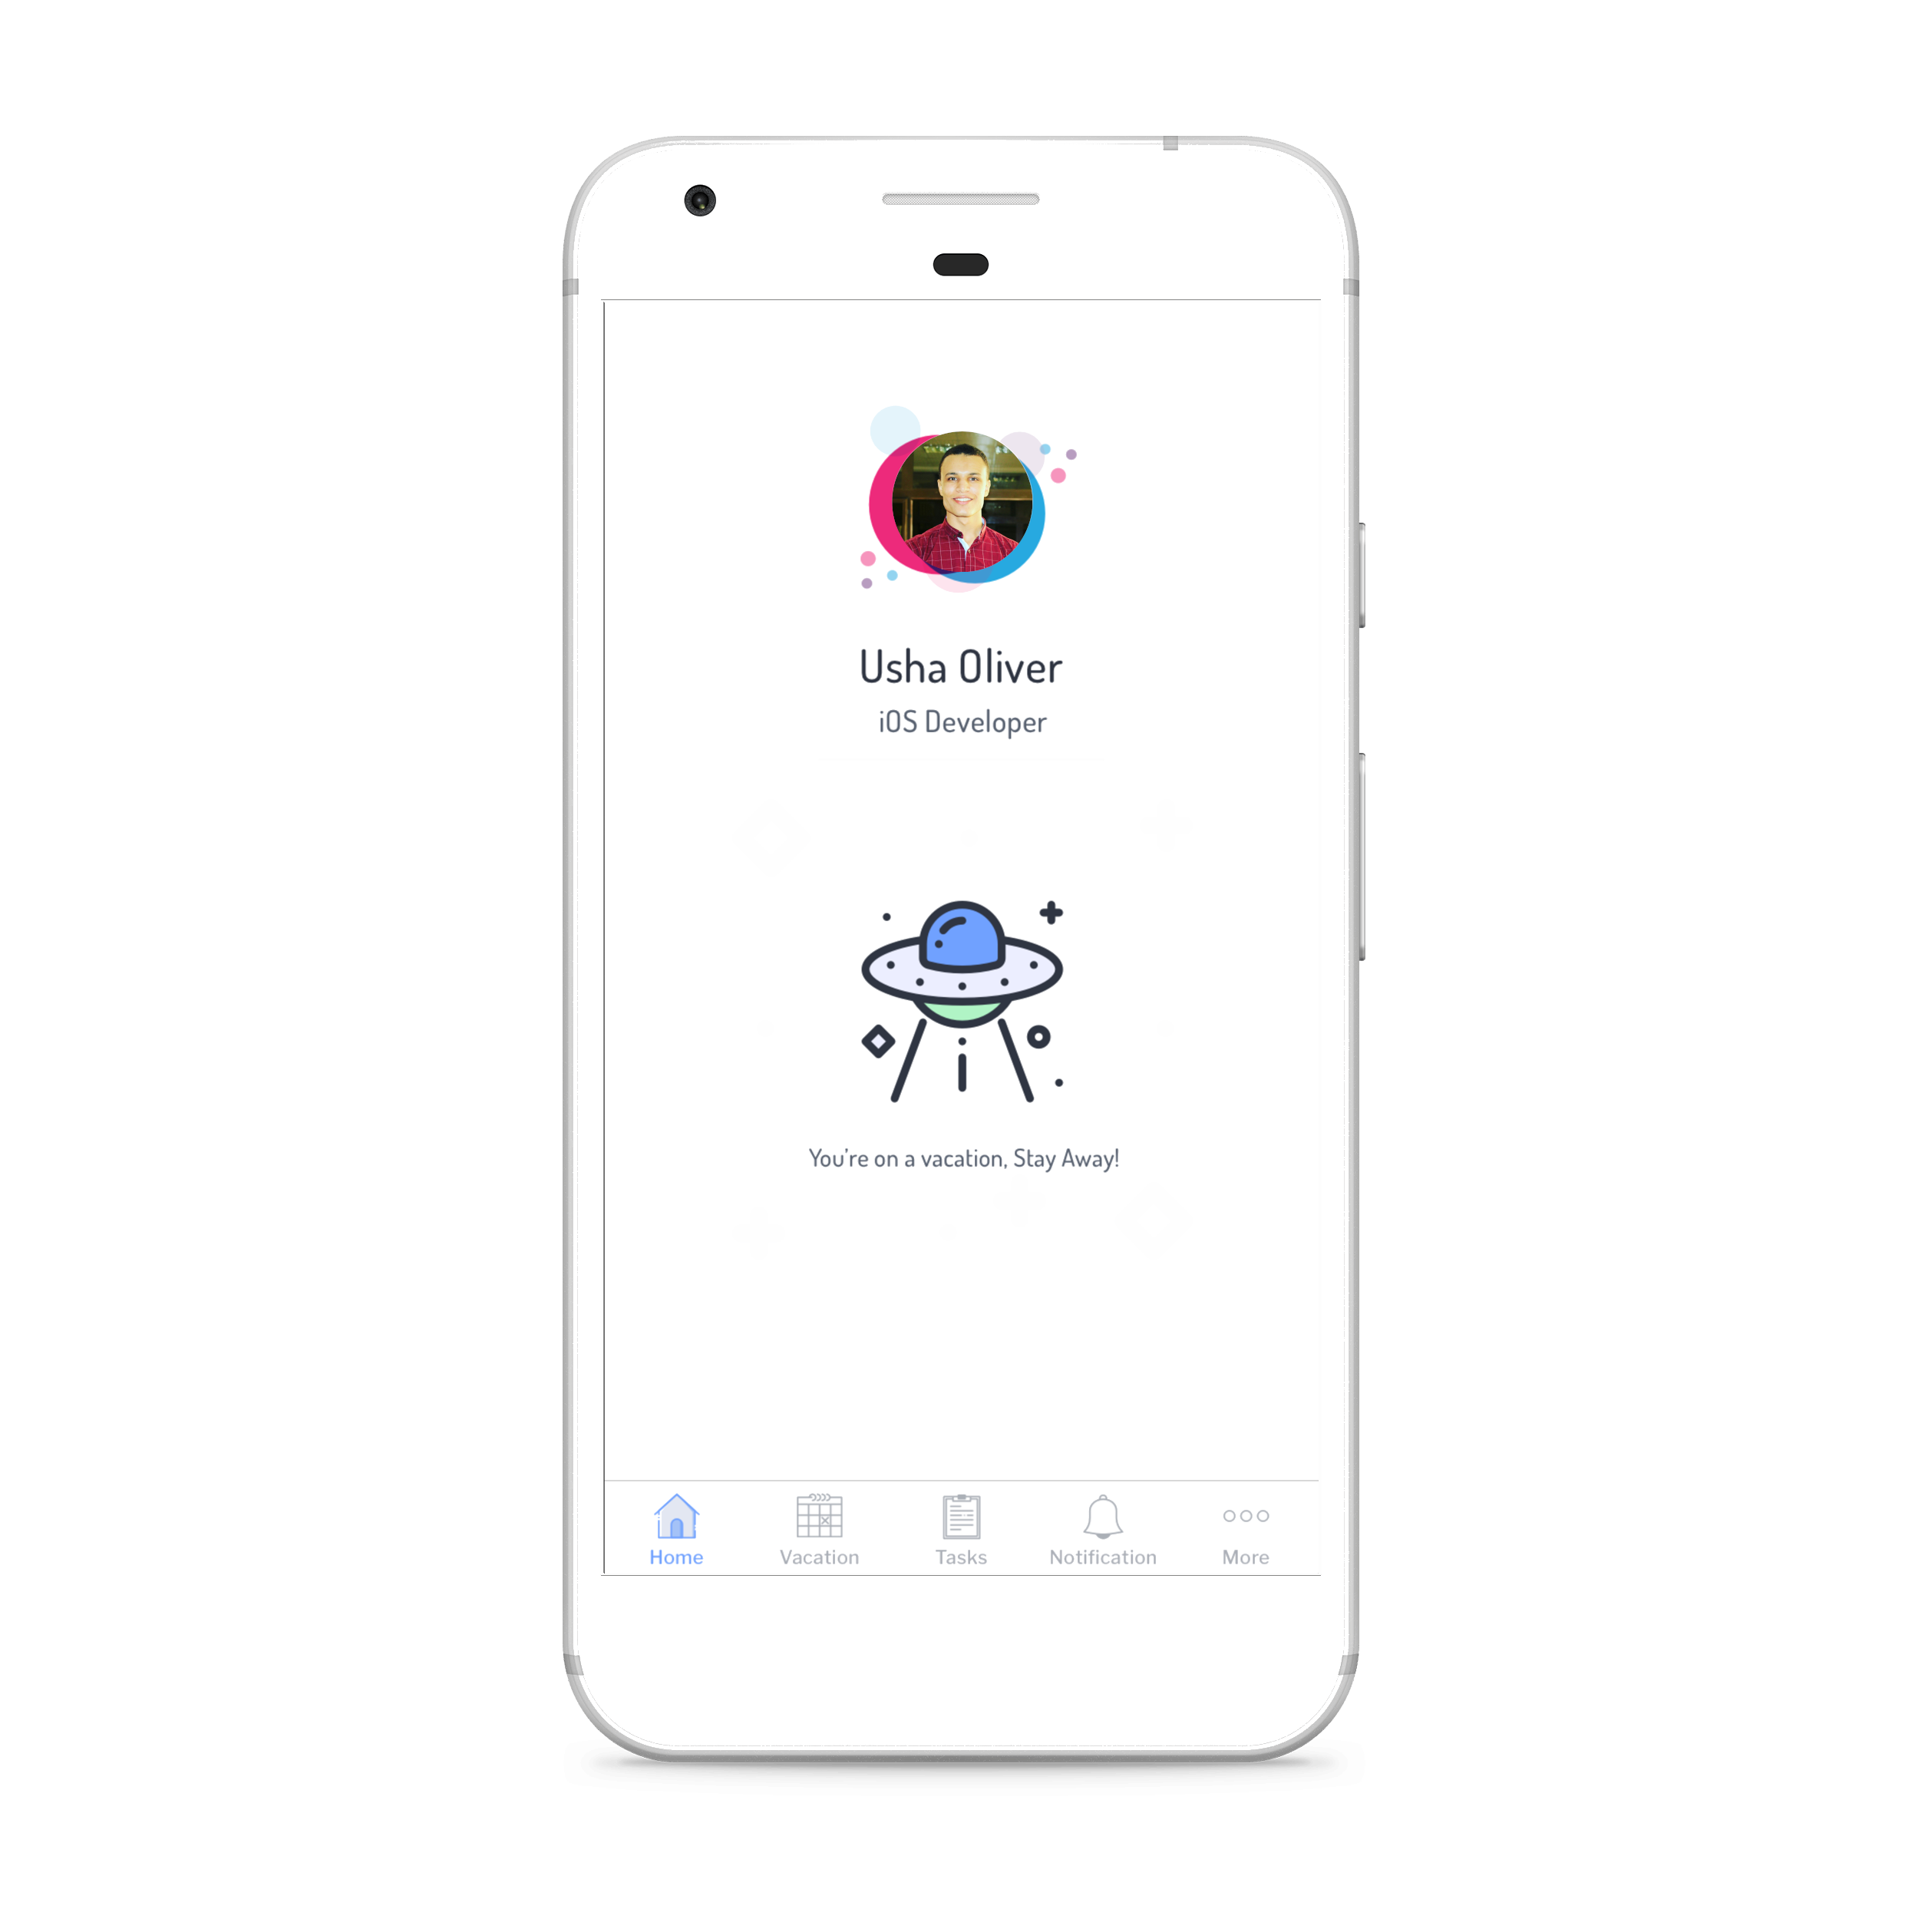 Usha Oliver
iOS Developer
You're on a vacation, Stay Away!
Home Vacation Tasks Notification More